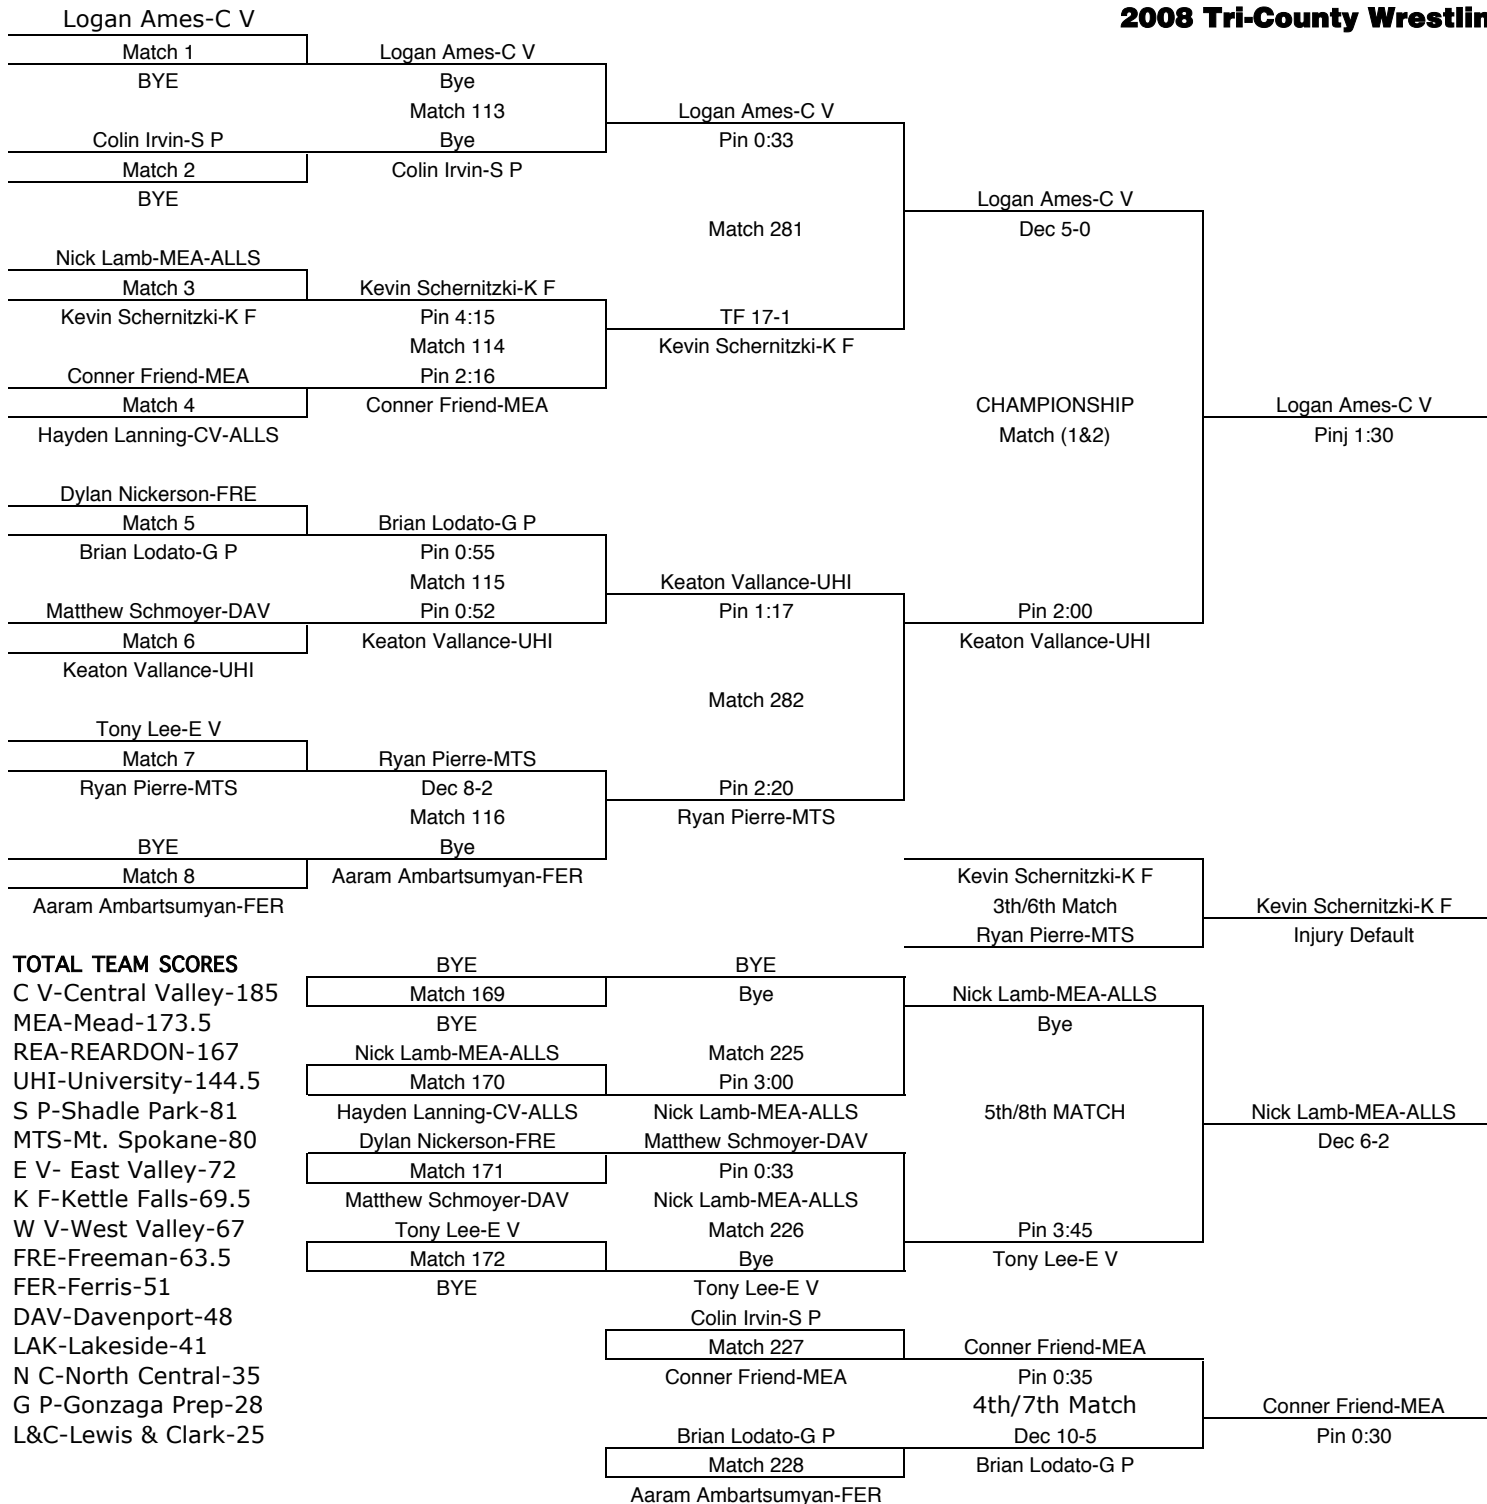 Logan Ames-C V
2008 Tri-County Wrestlin
Match 1
Logan Ames-C V
BYE
Bye
Match 113
Logan Ames-C V
Colin Irvin-S P
Bye
Pin 0:33
Match 2
Colin Irvin-S P
BYE
Logan Ames-C V
Match 281
Dec 5-0
Nick Lamb-MEA-ALLS
Match 3
Kevin Schernitzki-K F
Kevin Schernitzki-K F
Pin 4:15
TF 17-1
Match 114
Kevin Schernitzki-K F
Conner Friend-MEA
Pin 2:16
Match 4
Conner Friend-MEA
CHAMPIONSHIP
Logan Ames-C V
Hayden Lanning-CV-ALLS
Match (1&2)
Pinj 1:30
Dylan Nickerson-FRE
Match 5
Brian Lodato-G P
Brian Lodato-G P
Pin 0:55
Match 115
Keaton Vallance-UHI
Matthew Schmoyer-DAV
Pin 0:52
Pin 1:17
Pin 2:00
Match 6
Keaton Vallance-UHI
Keaton Vallance-UHI
Keaton Vallance-UHI
Match 282
Tony Lee-E V
Match 7
Ryan Pierre-MTS
Ryan Pierre-MTS
Dec 8-2
Pin 2:20
Match 116
Ryan Pierre-MTS
BYE
Bye
Match 8
Aaram Ambartsumyan-FER
Kevin Schernitzki-K F
Aaram Ambartsumyan-FER
3th/6th Match
Kevin Schernitzki-K F
Ryan Pierre-MTS
Injury Default
TOTAL TEAM SCORES
C V-Central Valley-185
MEA-Mead-173.5
REA-REARDON-167
UHI-University-144.5
S P-Shadle Park-81
MTS-Mt. Spokane-80
E V- East Valley-72
K F-Kettle Falls-69.5
W V-West Valley-67
FRE-Freeman-63.5
FER-Ferris-51
DAV-Davenport-48
LAK-Lakeside-41
N C-North Central-35
G P-Gonzaga Prep-28
L&C-Lewis & Clark-25
BYE
BYE
Match 169
Bye
Nick Lamb-MEA-ALLS
BYE
Bye
Nick Lamb-MEA-ALLS
Match 225
Match 170
Pin 3:00
Hayden Lanning-CV-ALLS
Nick Lamb-MEA-ALLS
5th/8th MATCH
Nick Lamb-MEA-ALLS
Dylan Nickerson-FRE
Matthew Schmoyer-DAV
Dec 6-2
Match 171
Pin 0:33
Matthew Schmoyer-DAV
Nick Lamb-MEA-ALLS
Tony Lee-E V
Match 226
Pin 3:45
Match 172
Bye
Tony Lee-E V
BYE
Tony Lee-E V
Colin Irvin-S P
Match 227
Conner Friend-MEA
Conner Friend-MEA
Pin 0:35
4th/7th Match
Conner Friend-MEA
Brian Lodato-G P
Dec 10-5
Pin 0:30
Match 228
Brian Lodato-G P
Aaram Ambartsumyan-FER